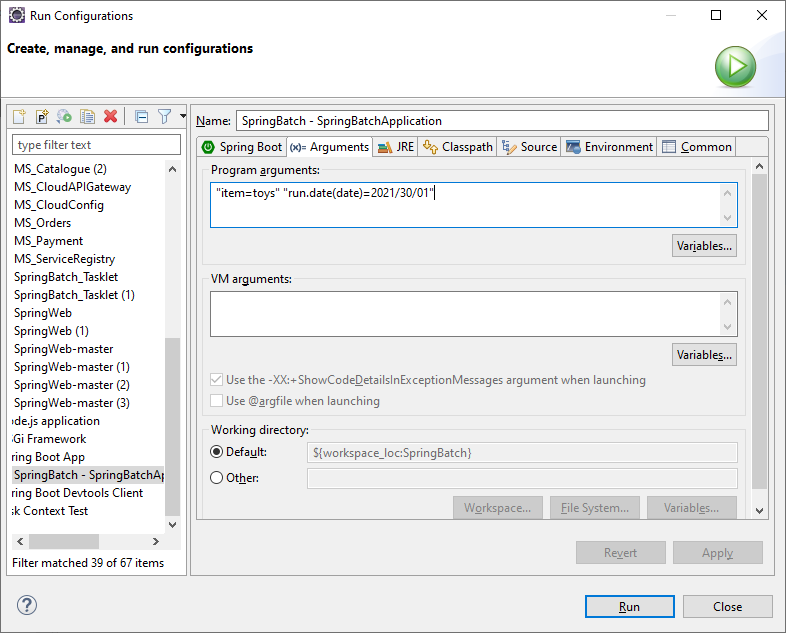 Run Configurations
Create, manage, and run configurations
type filter text
MS_Catalogue (2)
MS_CloudAPIGateway
MS_CloudConfig
MS_Orders
MS_Payment
MS_ServiceRegistry
SpringBatch_Tasklet
SpringBatch_Tasklet (1)
SpringWeb
SpringWeb (1)
SpringWeb-master
SpringWeb-master (1)
SpringWeb-master (2)
SpringWeb-master (3)
de.js application
Gi Framework
ring Boot App
SpringBatch - SpringBatchAp
ring Boot Devtools Client
sk Context Test
Filter matched 39 of 67 items
Name: SpringBatch - SpringBatchApplication
Spring Boot (x)= Arguments JRE Classpath Source Environment Common
Program arguments:
"item=toys" "run.date(date)=2021/30/01"
Variables...
VM arguments:
Variables...
Use the -XX:+ShowCodeDetailsInExceptionMessages argument when launching
Use @argfile when launching
Working directory:
Default: ${workspace_loc:SpringBatch}
Other:
Workspace... File System... Variables...
Revert Apply
? Run Close